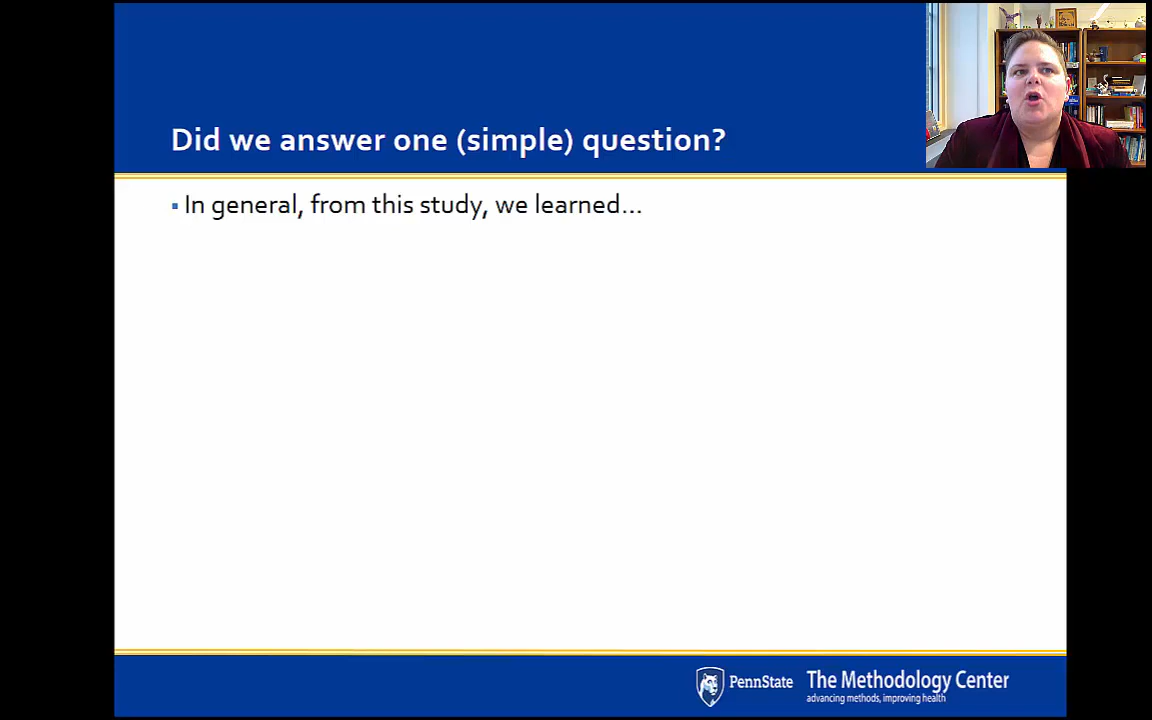 Did we answer one (simple) question?
▪ In general, from this study, we learned...
PennState
The Methodology Center
advancing methods, improving health